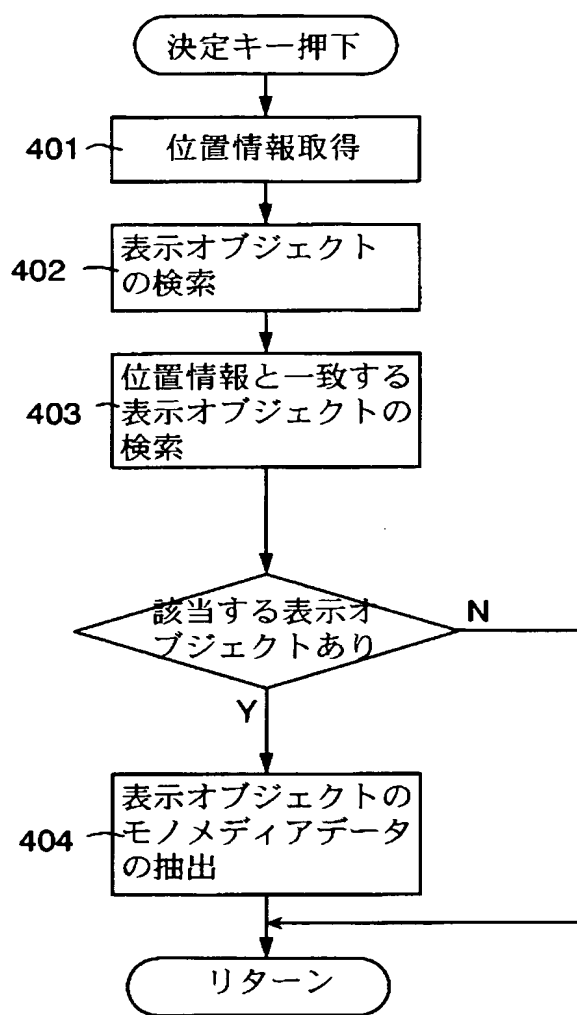 決定キー押下
401
位置情報取得
402
表示オブジェクト
の検索
403
位置情報と一致する
表示オブジェクトの
検索
該当する表示オ
ブジェクトあり
N
Y
404
表示オブジェクトの
モノメディアデータ
の抽出
リターン